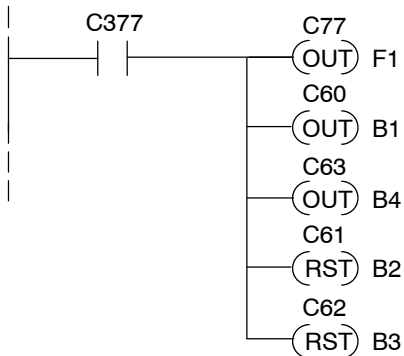 C377
C77
OUT F1
C60
OUT B1
C63
OUT B4
C61
RST B2
C62
RST B3